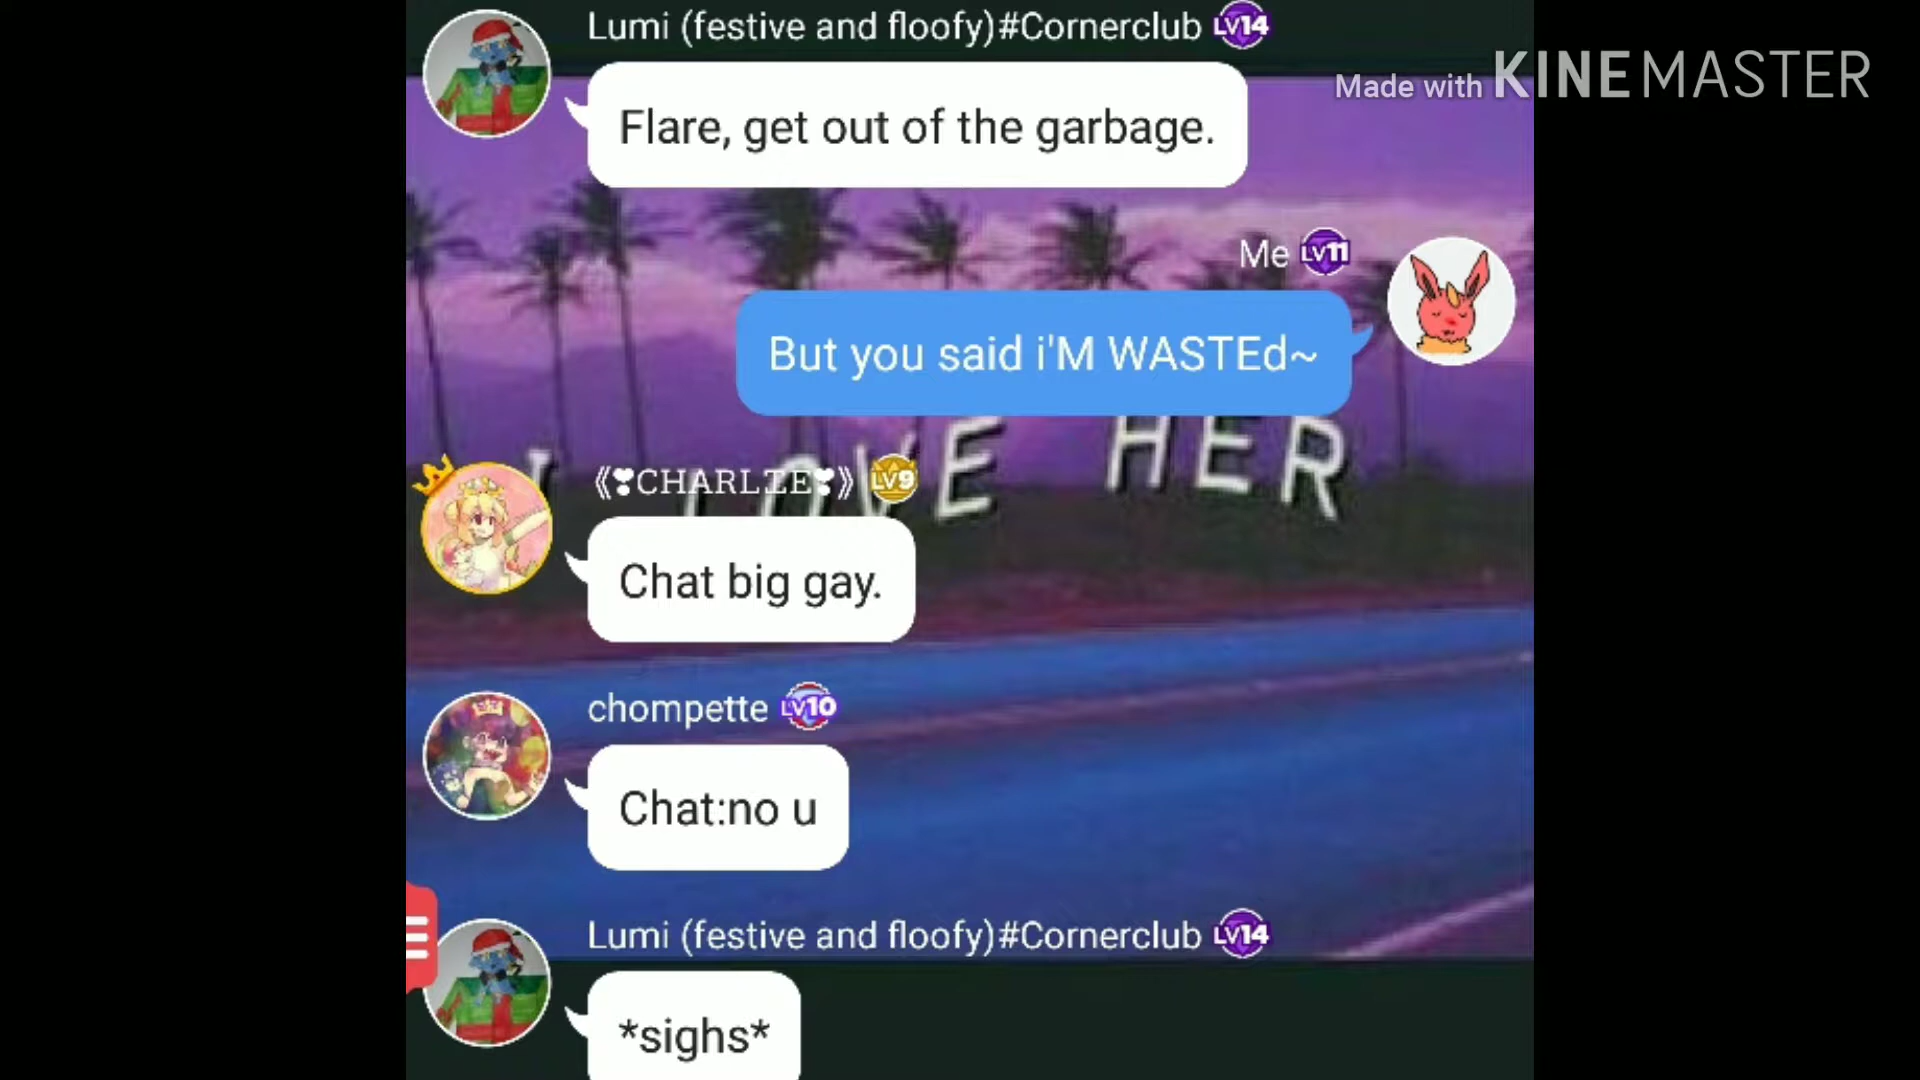 Lumi (festive and floofy)#Cornerclub LV14
Made with KINEMASTER
Flare, get out of the garbage.
Me LV11
But you said i'M WASTEd~
I LOVE HER
《❣CHARLIE❣》 LV9
Chat big gay.
chompette LV10
Chat:no u
Lumi (festive and floofy)#Cornerclub LV14
*sighs*